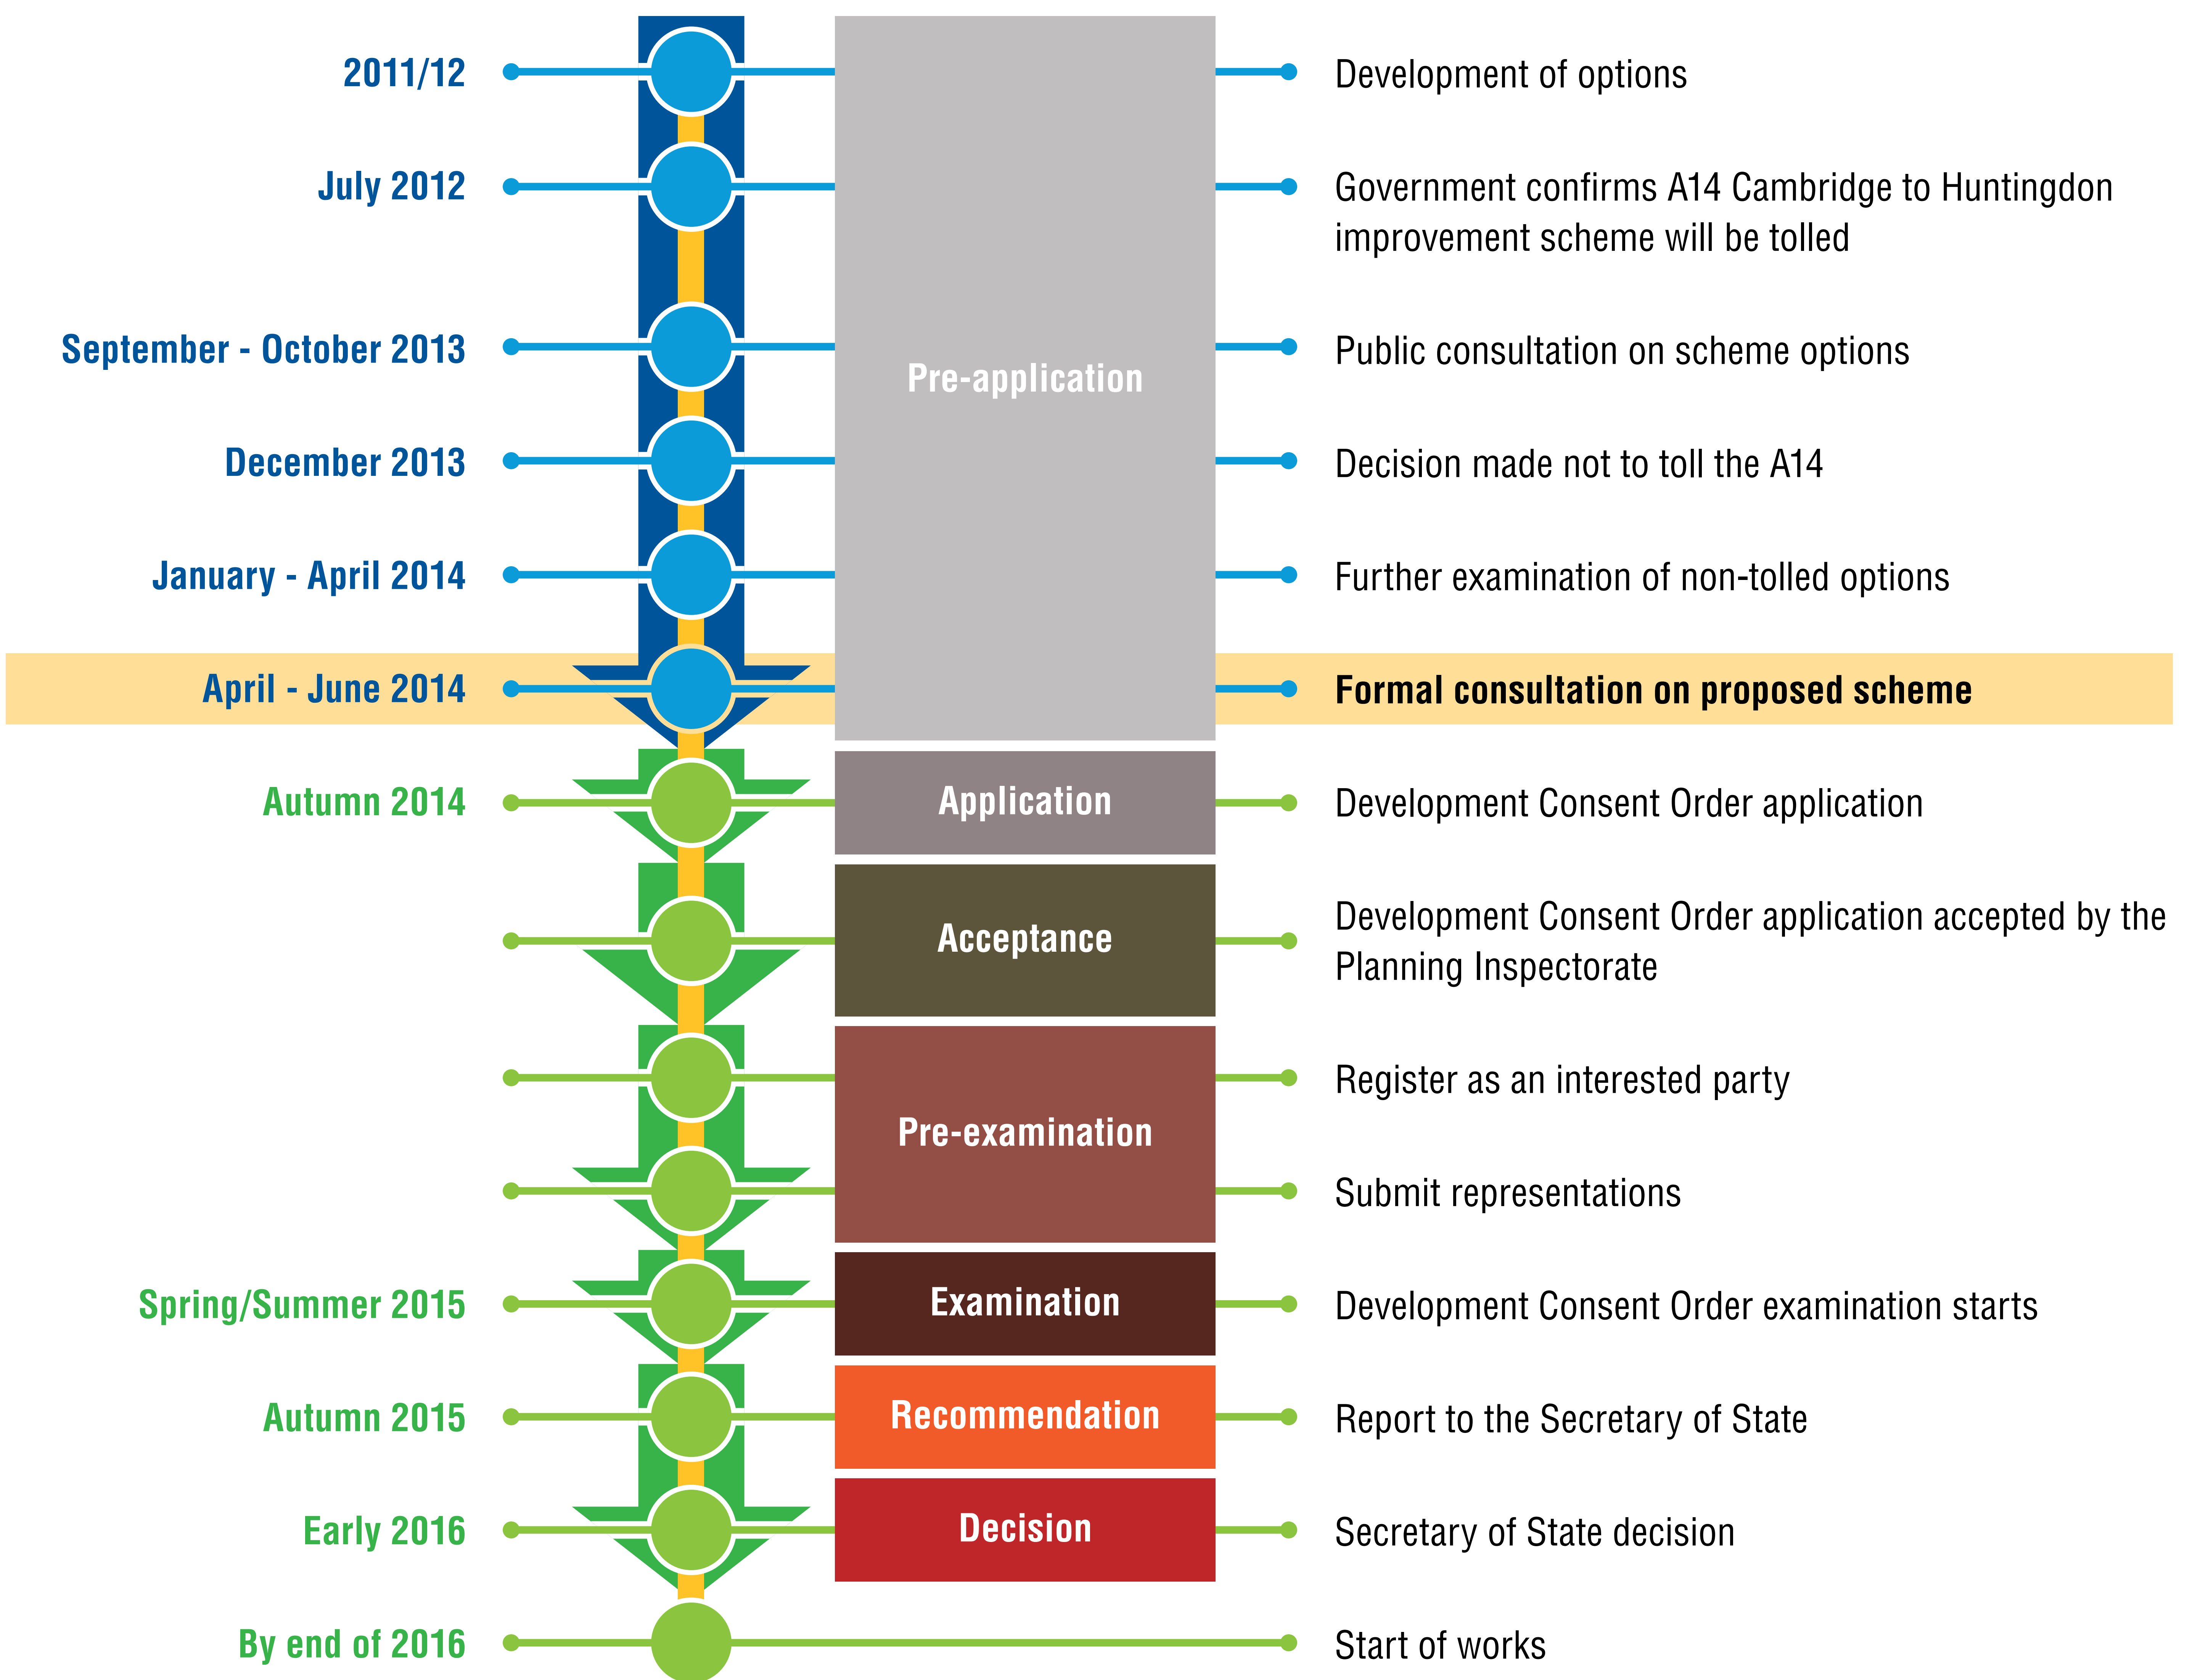 2011/12
Development of options
July 2012
Government confirms A14 Cambridge to Huntingdon
improvement scheme will be tolled
September - October 2013
Public consultation on scheme options
Pre-application
December 2013
Decision made not to toll the A14
January - April 2014
Further examination of non-tolled options
April - June 2014
Formal consultation on proposed scheme
Autumn 2014
Application
Development Consent Order application
Acceptance
Development Consent Order application accepted by the
Planning Inspectorate
Register as an interested party
Pre-examination
Submit representations
Spring/Summer 2015
Examination
Development Consent Order examination starts
Autumn 2015
Recommendation
Report to the Secretary of State
Early 2016
Decision
Secretary of State decision
By end of 2016
Start of works